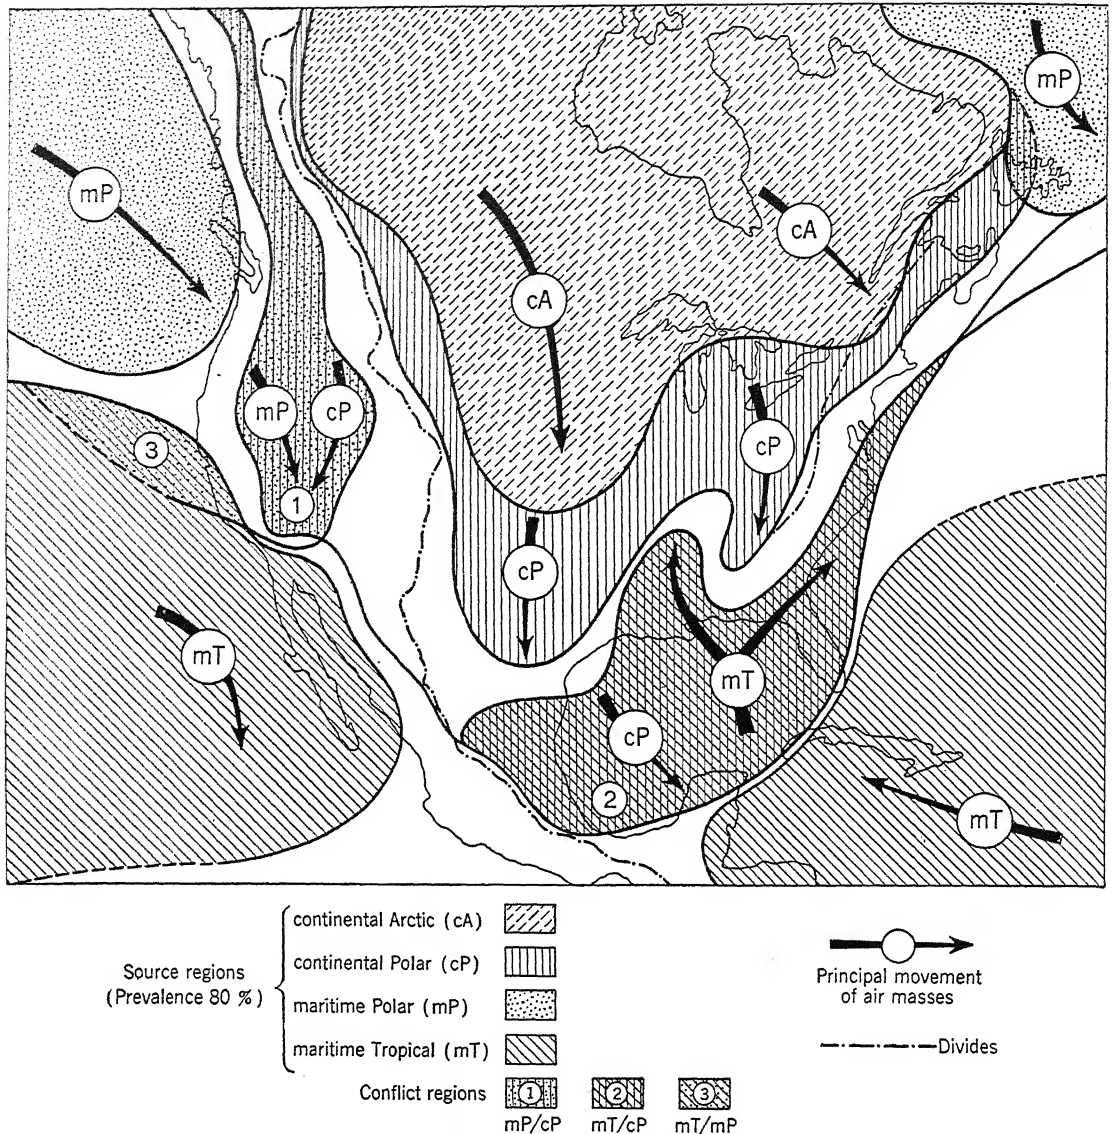 mP
mP
cA
cA
mP
cP
3
1
cP
cP
mT
mT
cP
2
mT
continental Arctic (cA)
continental Polar (cP)
Source regions
(Prevalence 80 %)
maritime Polar (mP)
maritime Tropical (mT)
Conflict regions
1
2
3
mP/cP
mT/cP
mT/mP
Principal movement
of air masses
Divides